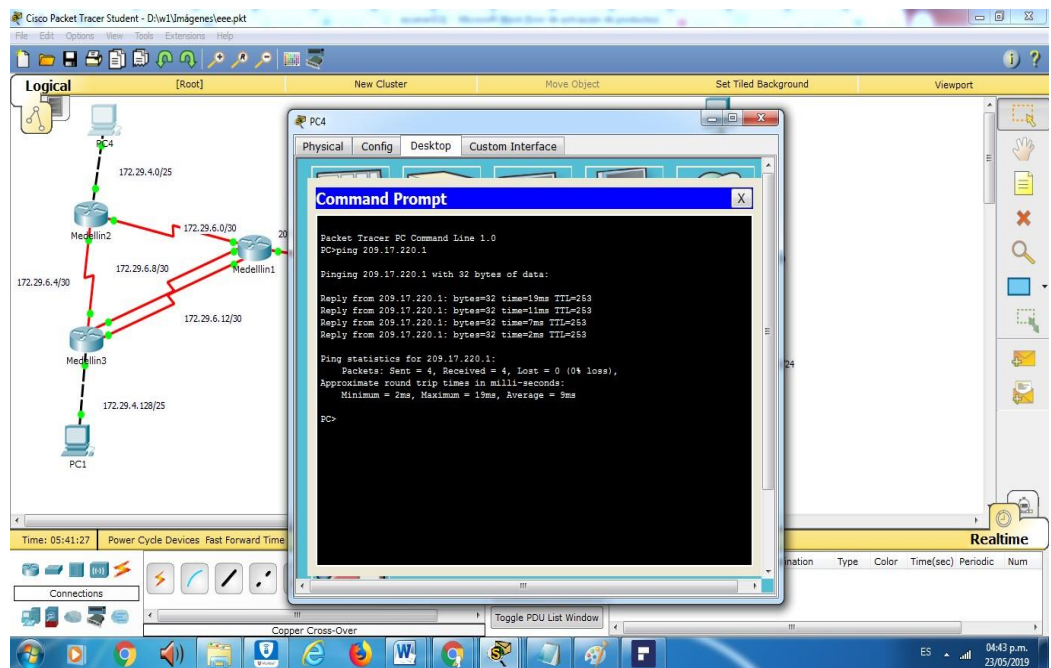 Cisco Packet Tracer Student - D:\w1\Imágenes\eee.pkt
File Edit Options View Tools Extensions Help
Logical [Root] New Cluster Move Object Set Tiled Background Viewport
PC4
172.29.4.0/25
Medellin2
172.29.6.0/30
20
Medelllin1
172.29.6.8/30
172.29.6.4/30
172.29.6.12/30
Medellin3
172.29.4.128/25
PC1
/24
PC4
Physical Config Desktop Custom Interface
Command Prompt X
Packet Tracer PC Command Line 1.0
PC>ping 209.17.220.1
Pinging 209.17.220.1 with 32 bytes of data:
Reply from 209.17.220.1: bytes=32 time=19ms TTL=253
Reply from 209.17.220.1: bytes=32 time=11ms TTL=253
Reply from 209.17.220.1: bytes=32 time=7ms TTL=253
Reply from 209.17.220.1: bytes=32 time=2ms TTL=253
Ping statistics for 209.17.220.1:
Packets: Sent = 4, Received = 4, Lost = 0 (0% loss),
Approximate round trip times in milli-seconds:
Minimum = 2ms, Maximum = 19ms, Average = 9ms
PC>
Time: 05:41:27 Power Cycle Devices Fast Forward Time
Realtime
Connections
Copper Cross-Over
Toggle PDU List Window
ination Type Color Time(sec) Periodic Num
ES
04:43 p.m.
23/05/2019